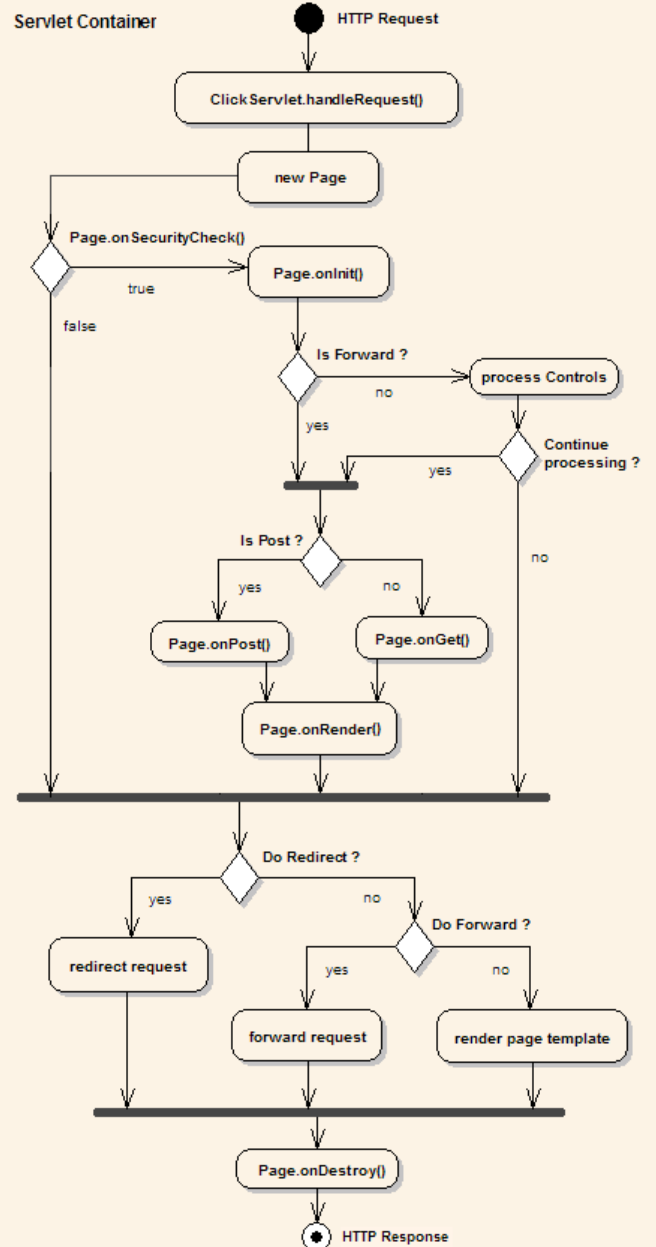 Servlet Container
HTTP Request
ClickServlet.handleRequest()
new Page
Page.onSecurityCheck()
Page.onInit()
true
false
Is Forward ?
process Controls
no
yes
Continue
processing ?
yes
Is Post ?
no
yes
no
Page.onPost()
Page.onGet()
Page.onRender()
Do Redirect ?
yes
no
Do Forward ?
redirect request
yes
no
forward request
render page template
Page.onDestroy()
HTTP Response